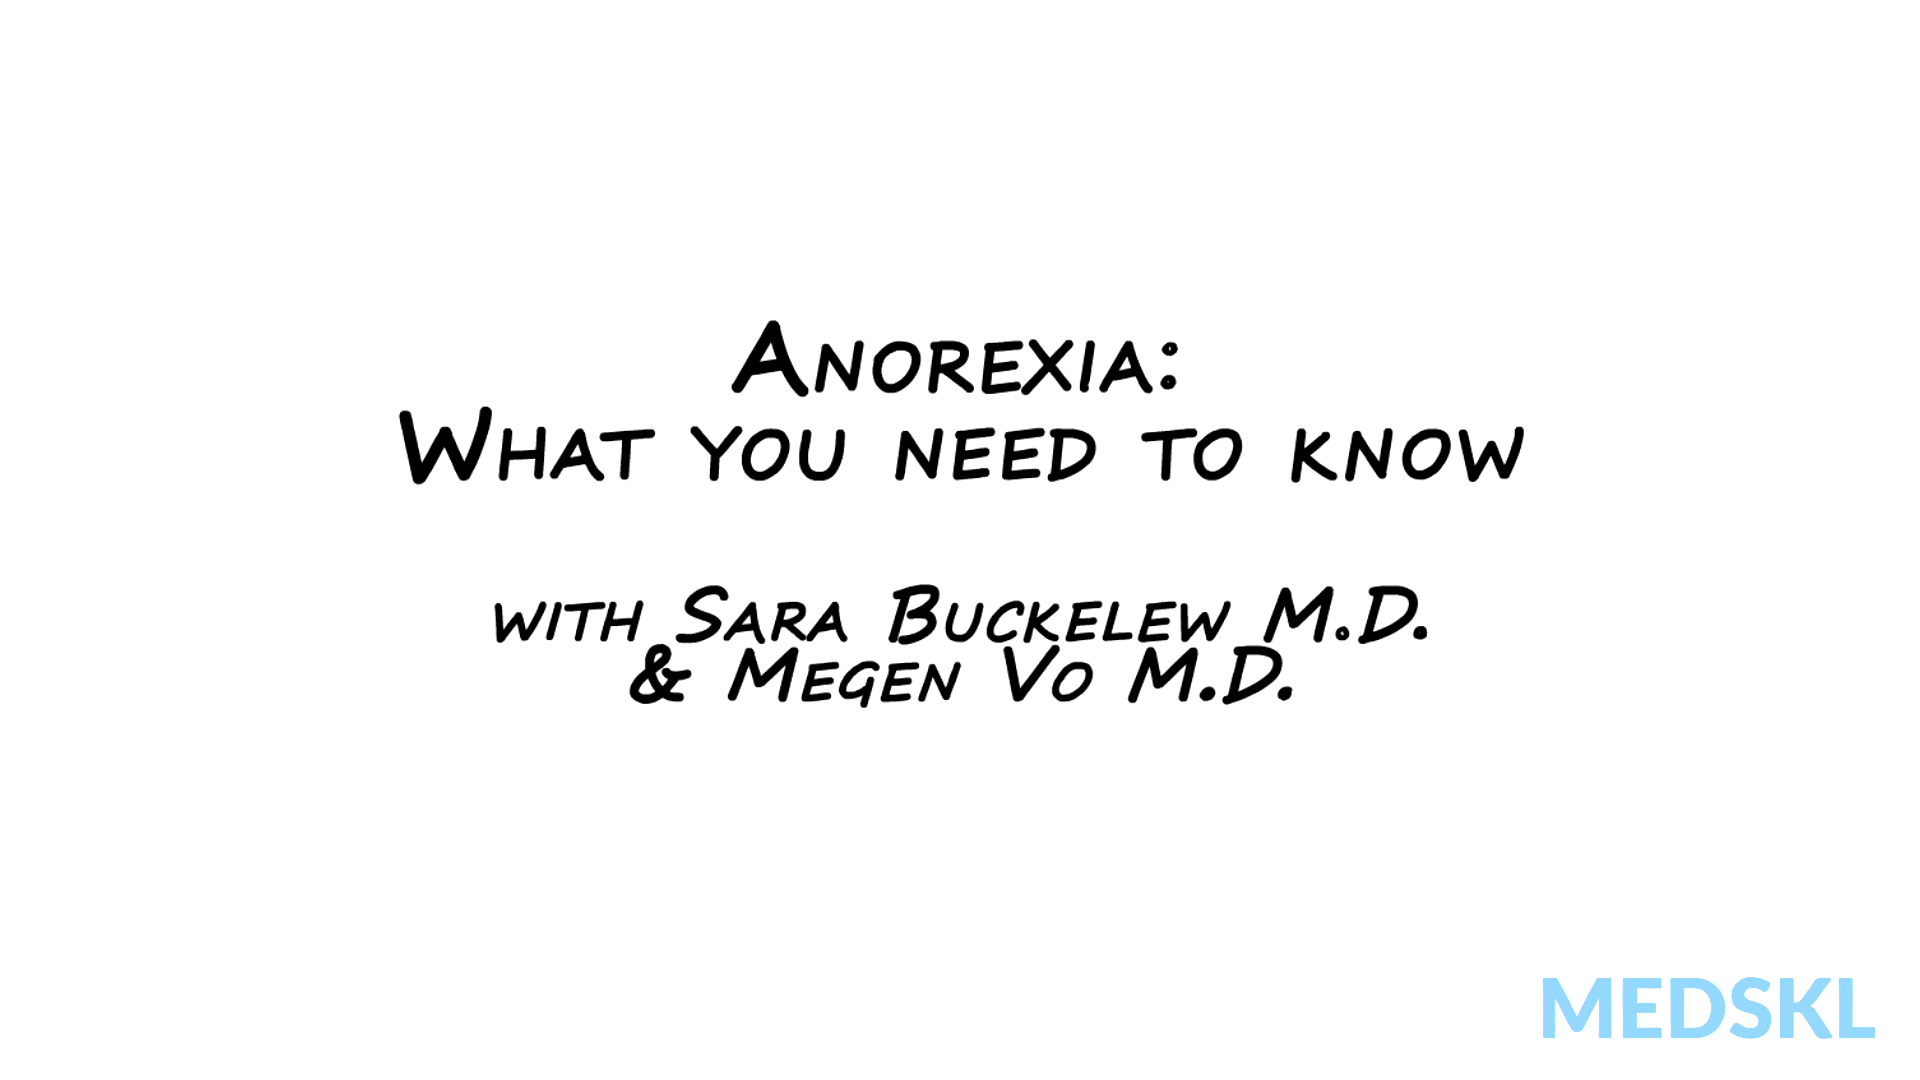 Anorexia:
What you need to know
with Sara Buckelew M.D.
& Megen Vo M.D.
MEDSKL